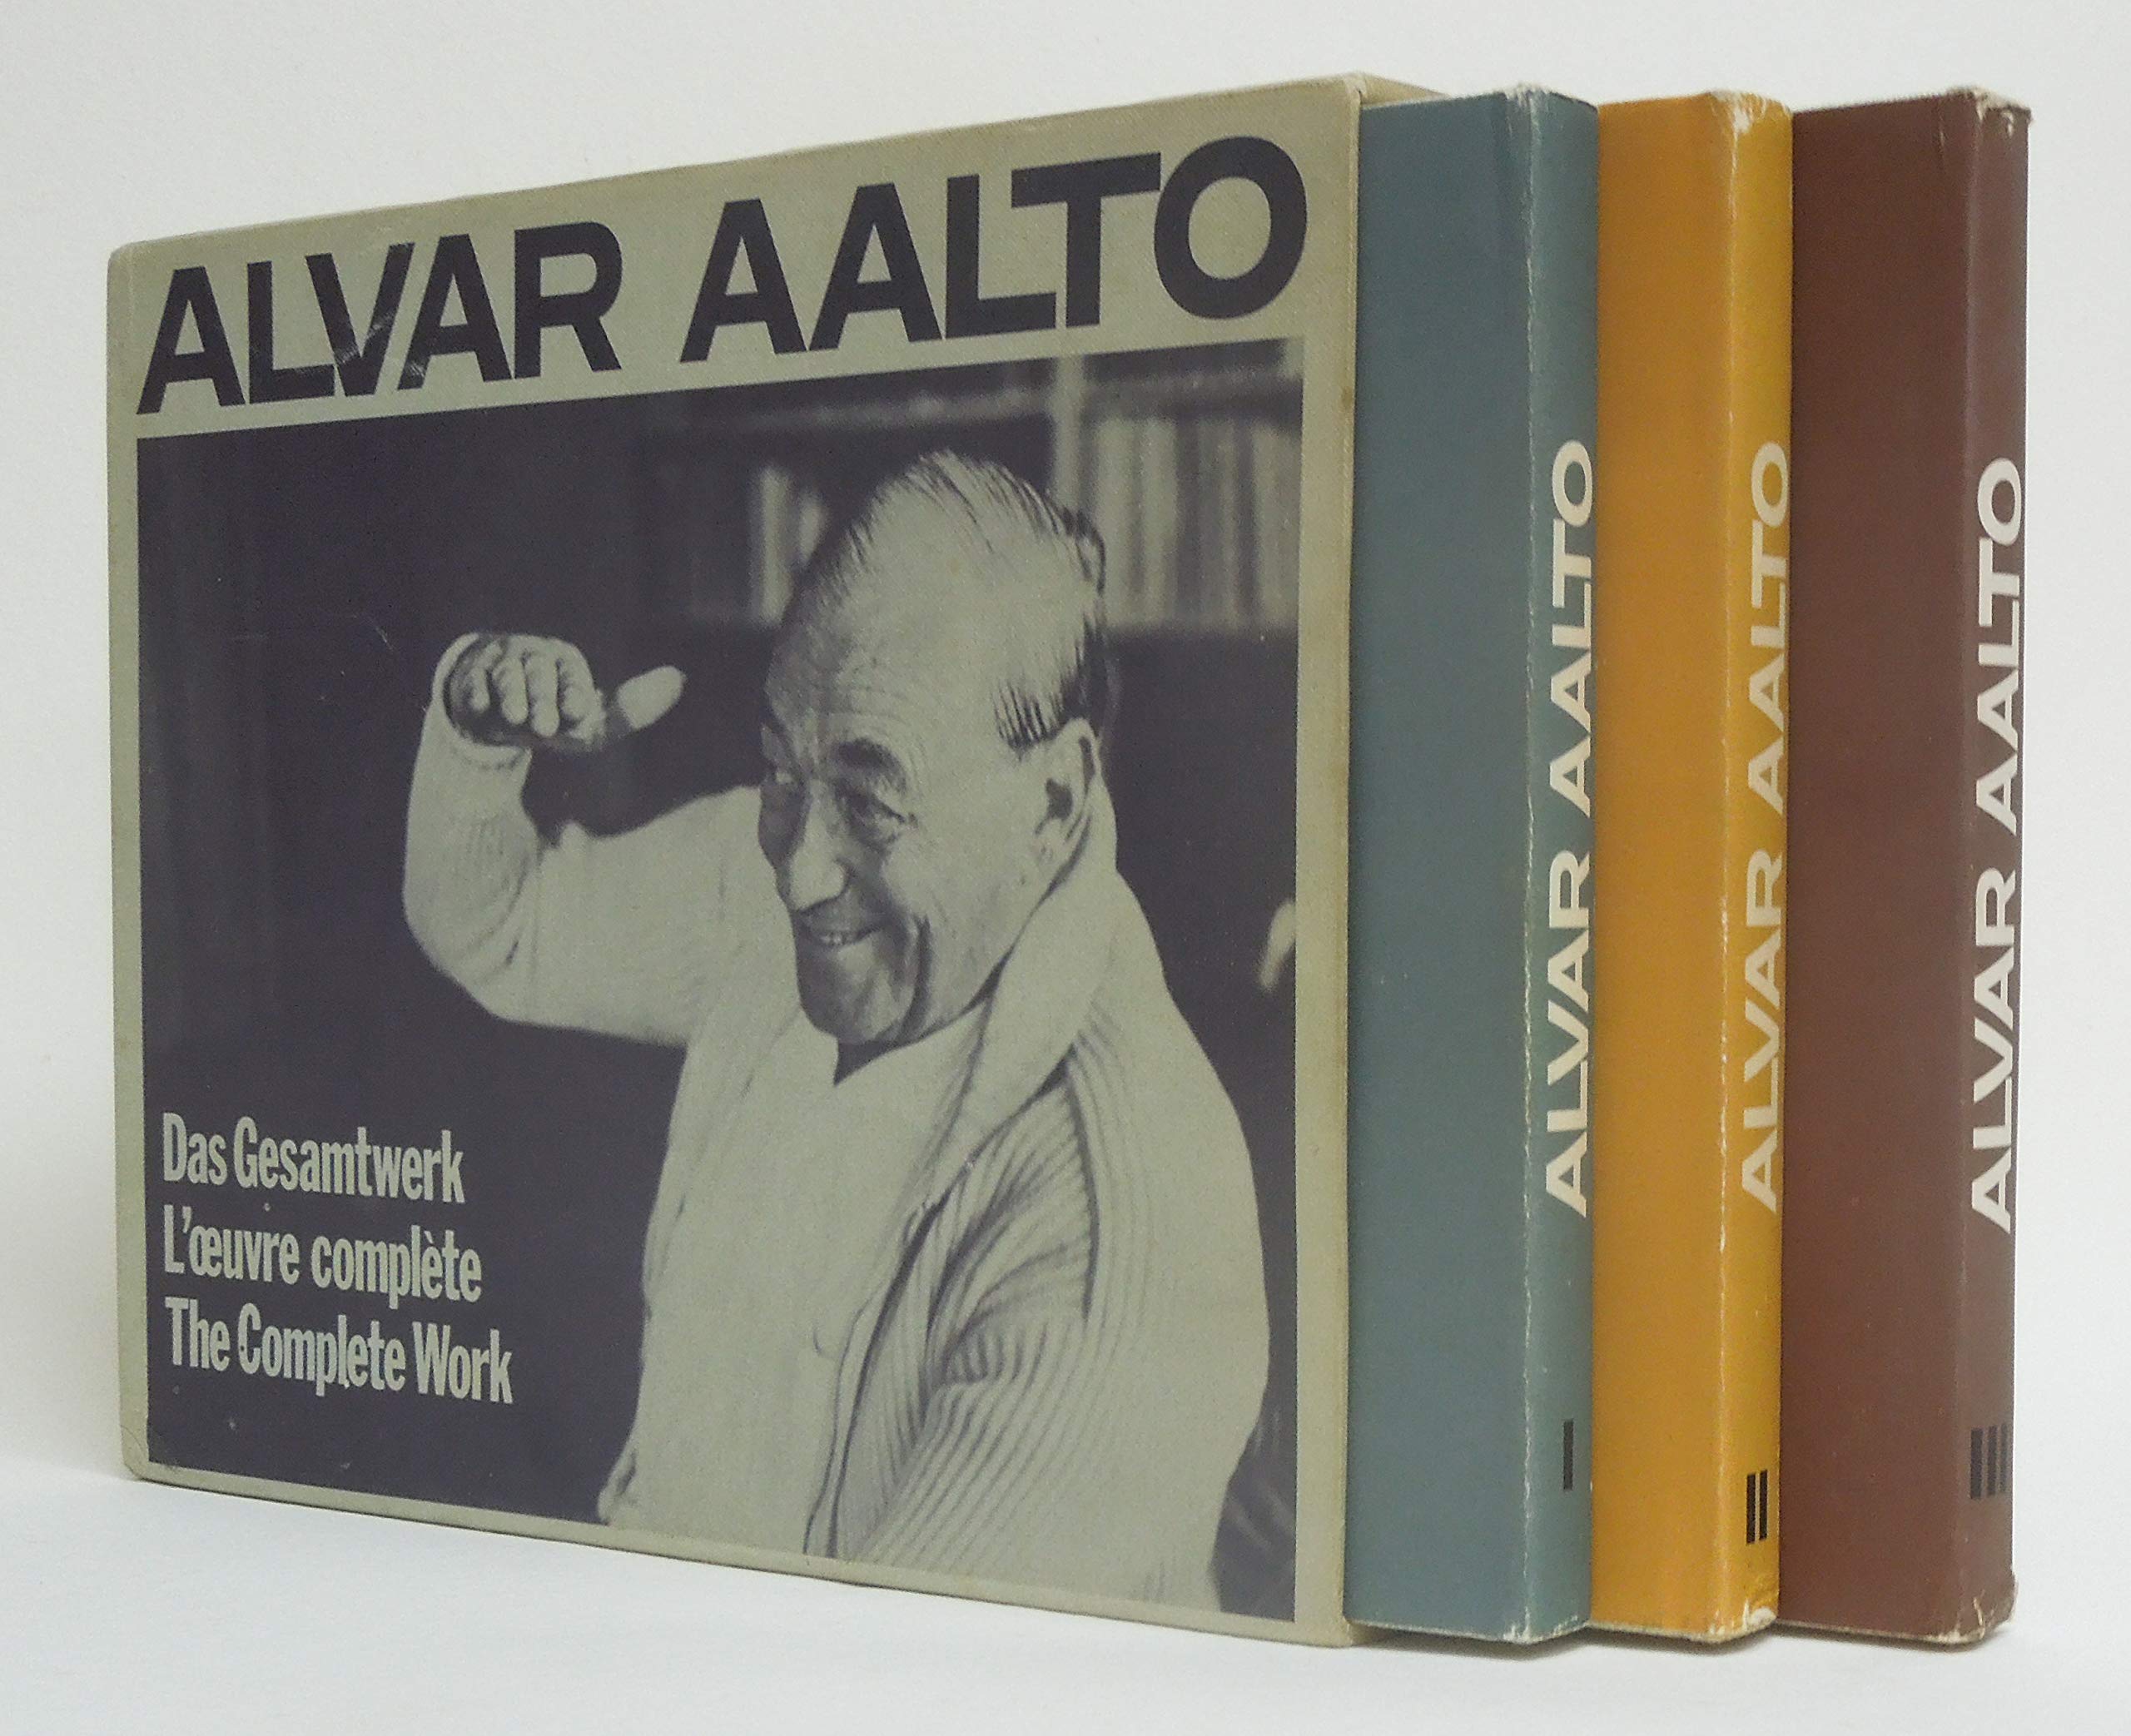 ALVAR AALTO
Das Gesamtwerk
L'œuvre complète
The Complete Work
ALVAR AALTO
I
ALVAR AALTO
II
ALVAR AALTO
III